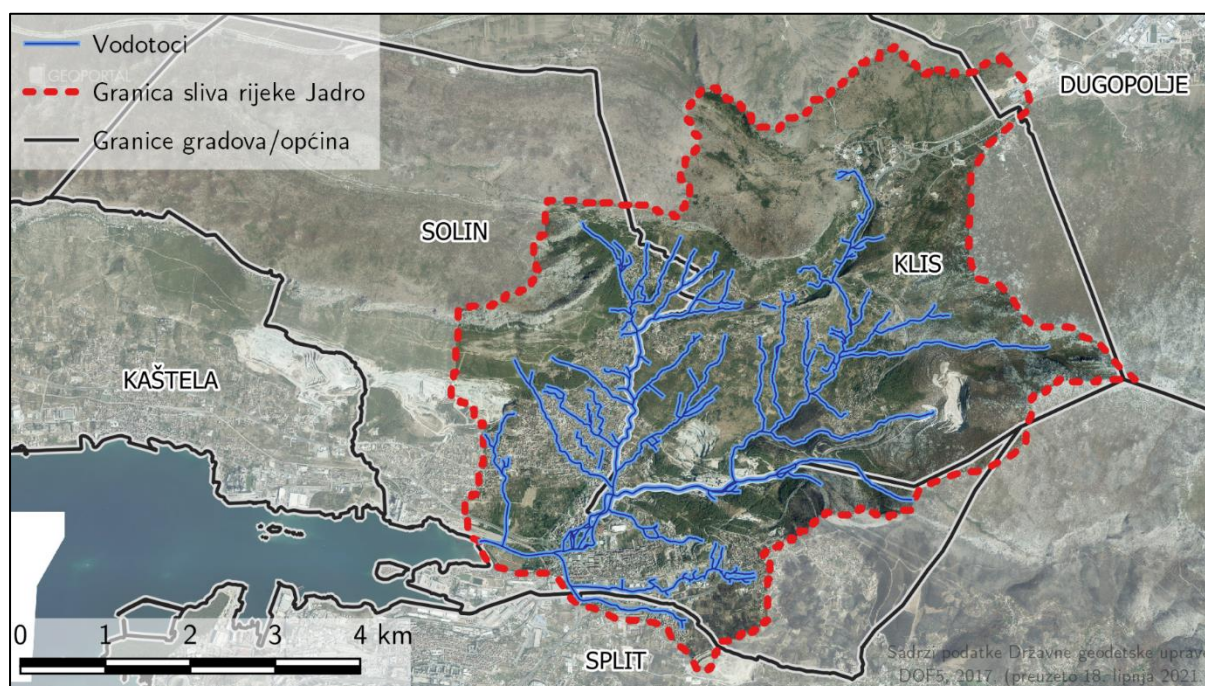 Vodotoci
GEOPORTAL
Granica sliva rijeke Jadro
Granice gradova/općina
DUGOPOLJE
SOLIN
KLIS
KAŠTELA
0 1 2 3 4 km
SPLIT
Sadrži podatke Državne geodetske uprave
DOF5, 2017. (preuzeto 18. lipnja 2021.